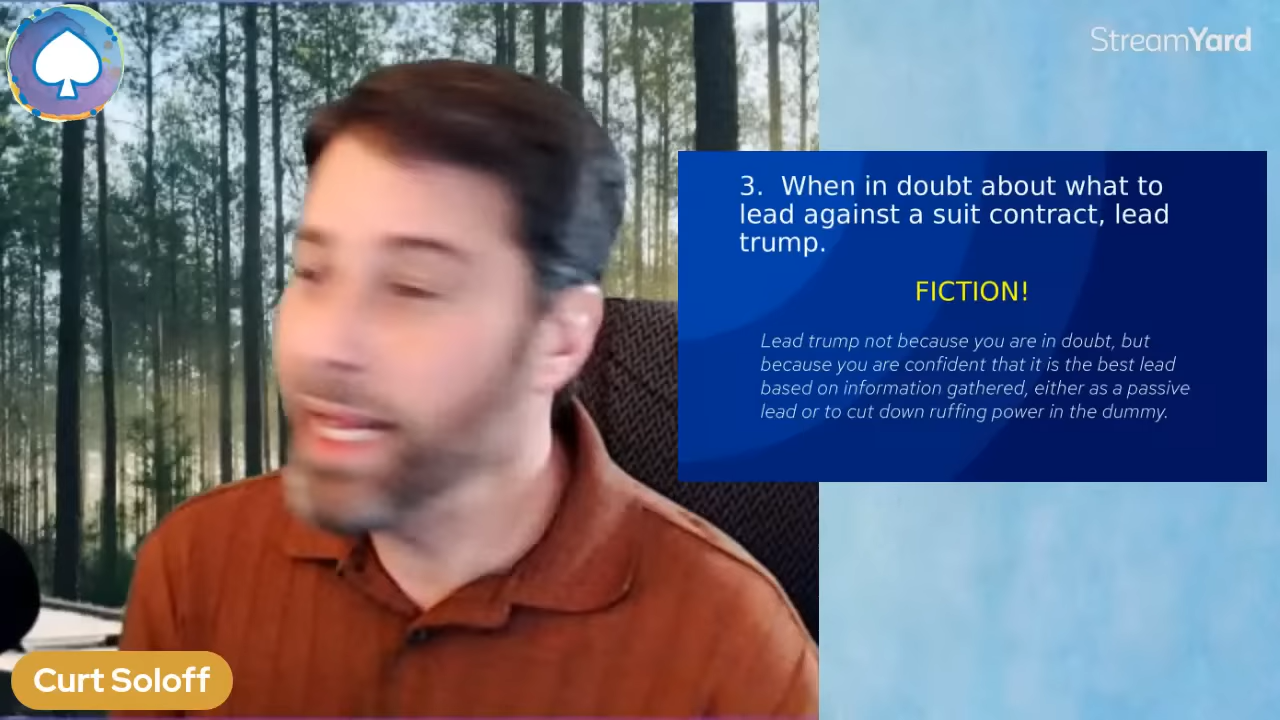 StreamYard
3. When in doubt about what to
lead against a suit contract, lead
trump.
FICTION!
Lead trump not because you are in doubt, but
because you are confident that it is the best lead
based on information gathered, either as a passive
lead or to cut down ruffing power in the dummy.
Curt Soloff